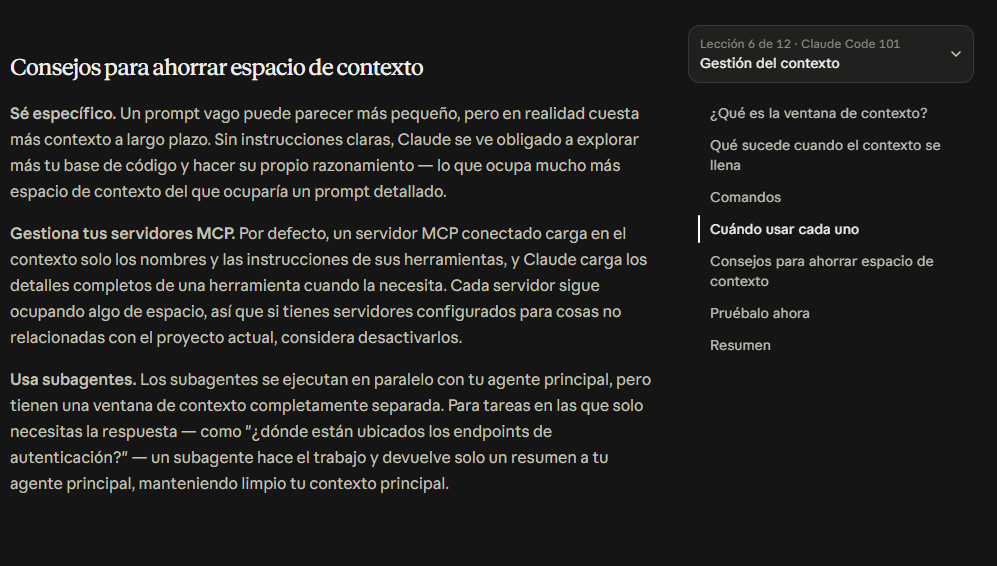 Consejos para ahorrar espacio de contexto
Sé específico. Un prompt vago puede parecer más pequeño, pero en realidad cuesta
más contexto a largo plazo. Sin instrucciones claras, Claude se ve obligado a explorar
más tu base de código y hacer su propio razonamiento — lo que ocupa mucho más
espacio de contexto del que ocuparía un prompt detallado.
Gestiona tus servidores MCP. Por defecto, un servidor MCP conectado carga en el
contexto solo los nombres y las instrucciones de sus herramientas, y Claude carga los
detalles completos de una herramienta cuando la necesita. Cada servidor sigue
ocupando algo de espacio, así que si tienes servidores configurados para cosas no
relacionadas con el proyecto actual, considera desactivarlos.
Usa subagentes. Los subagentes se ejecutan en paralelo con tu agente principal, pero
tienen una ventana de contexto completamente separada. Para tareas en las que solo
necesitas la respuesta — como "¿dónde están ubicados los endpoints de
autenticación?" — un subagente hace el trabajo y devuelve solo un resumen a tu
agente principal, manteniendo limpio tu contexto principal.
Lección 6 de 12 · Claude Code 101
Gestión del contexto
¿Qué es la ventana de contexto?
Qué sucede cuando el contexto se
llena
Comandos
Cuándo usar cada uno
Consejos para ahorrar espacio de
contexto
Pruébalo ahora
Resumen